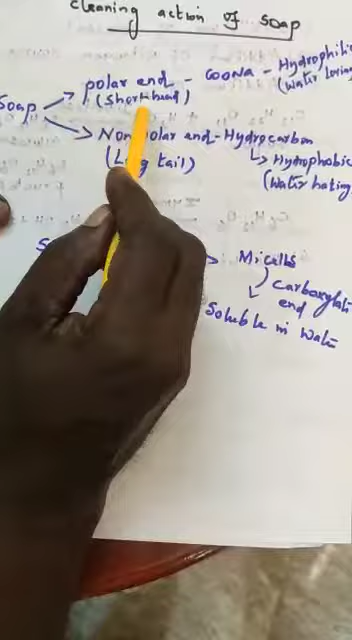 cleaning action of soap
polar end - COONa - Hydrophilic
Soap (Short head) (Water loving
Non polar end - Hydrocarbon
(Long tail) Hydrophobic
(Water hating)
Micells
carboxylate
end
Soluble in Water